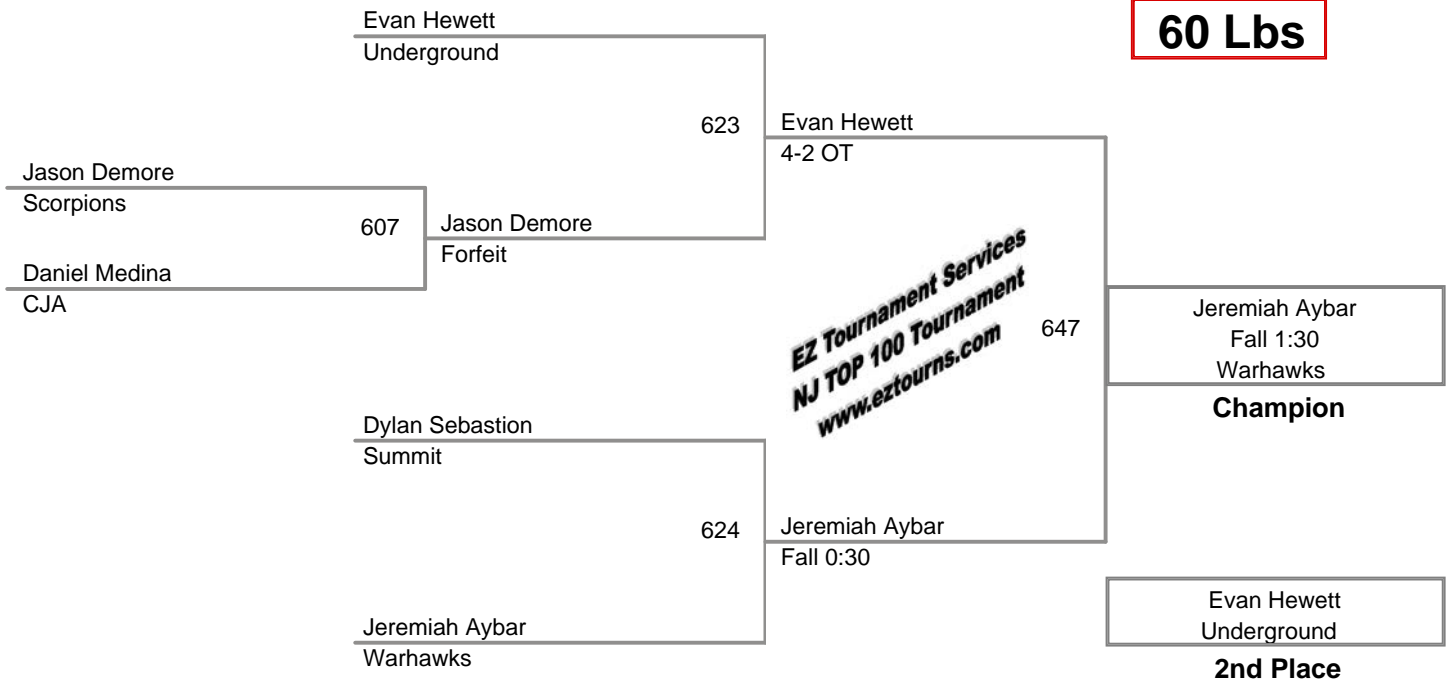 60 Lbs
Evan Hewett
Underground
623
Evan Hewett
4-2 OT
Jason Demore
Scorpions
607
Jason Demore
Forfeit
Daniel Medina
CJA
EZ Tournament Services
NJ TOP 100 Tournament
www.eztourns.com
647
Jeremiah Aybar
Fall 1:30
Warhawks
Champion
Dylan Sebastion
Summit
624
Jeremiah Aybar
Fall 0:30
Jeremiah Aybar
Warhawks
Evan Hewett
Underground
2nd Place